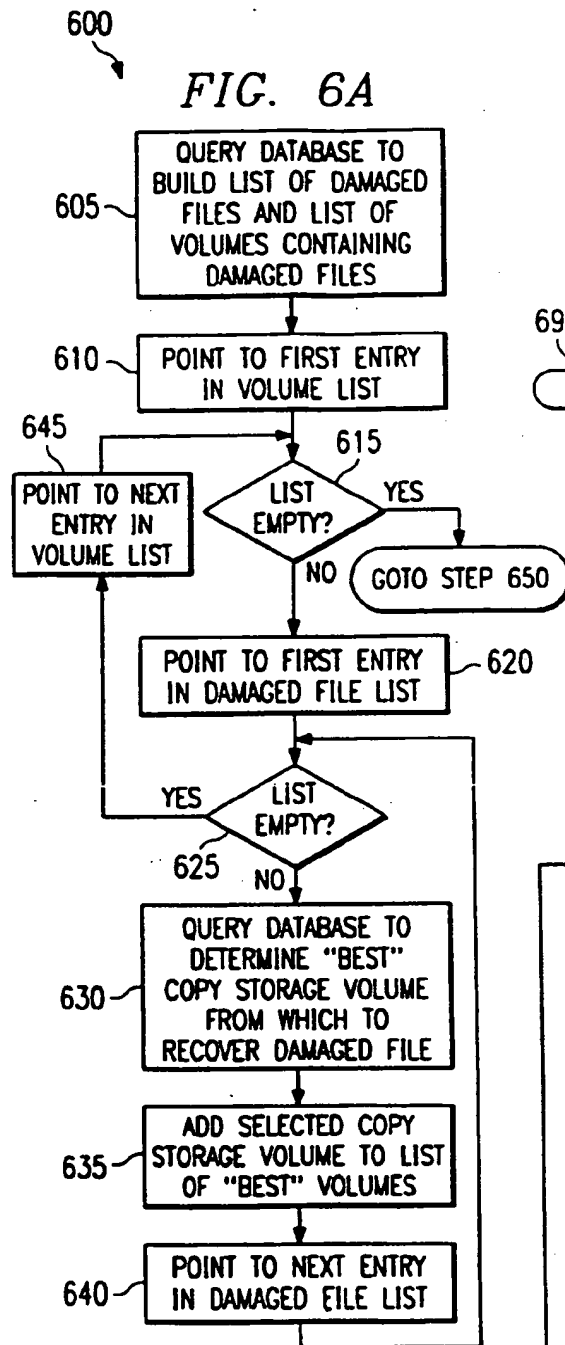 600
FIG. 6A
605
QUERY DATABASE TO
BUILD LIST OF DAMAGED
FILES AND LIST OF
VOLUMES CONTAINING
DAMAGED FILES
610
POINT TO FIRST ENTRY
IN VOLUME LIST
69
645
POINT TO NEXT
ENTRY IN
VOLUME LIST
615
LIST
EMPTY?
YES
NO
GOTO STEP 650
POINT TO FIRST ENTRY
IN DAMAGED FILE LIST
620
YES
LIST
EMPTY?
625
NO
630
QUERY DATABASE TO
DETERMINE "BEST"
COPY STORAGE VOLUME
FROM WHICH TO
RECOVER DAMAGED FILE
635
ADD SELECTED COPY
STORAGE VOLUME TO LIST
OF "BEST" VOLUMES
640
POINT TO NEXT ENTRY
IN DAMAGED FILE LIST